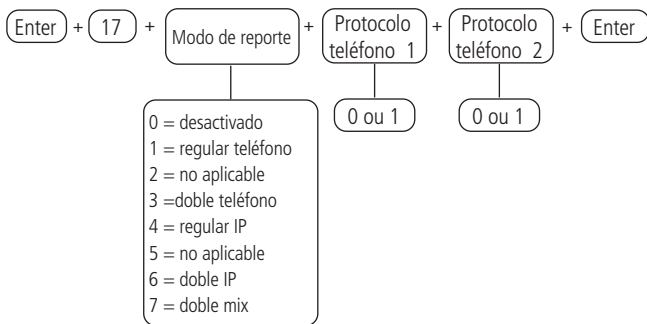 Enter + 17 + Modo de reporte + Protocolo teléfono 1 + Protocolo teléfono 2 + Enter
0 = desactivado
1 = regular teléfono
2 = no aplicable
3 =doble teléfono
4 = regular IP
5 = no aplicable
6 = doble IP
7 = doble mix
0 ou 1
0 ou 1